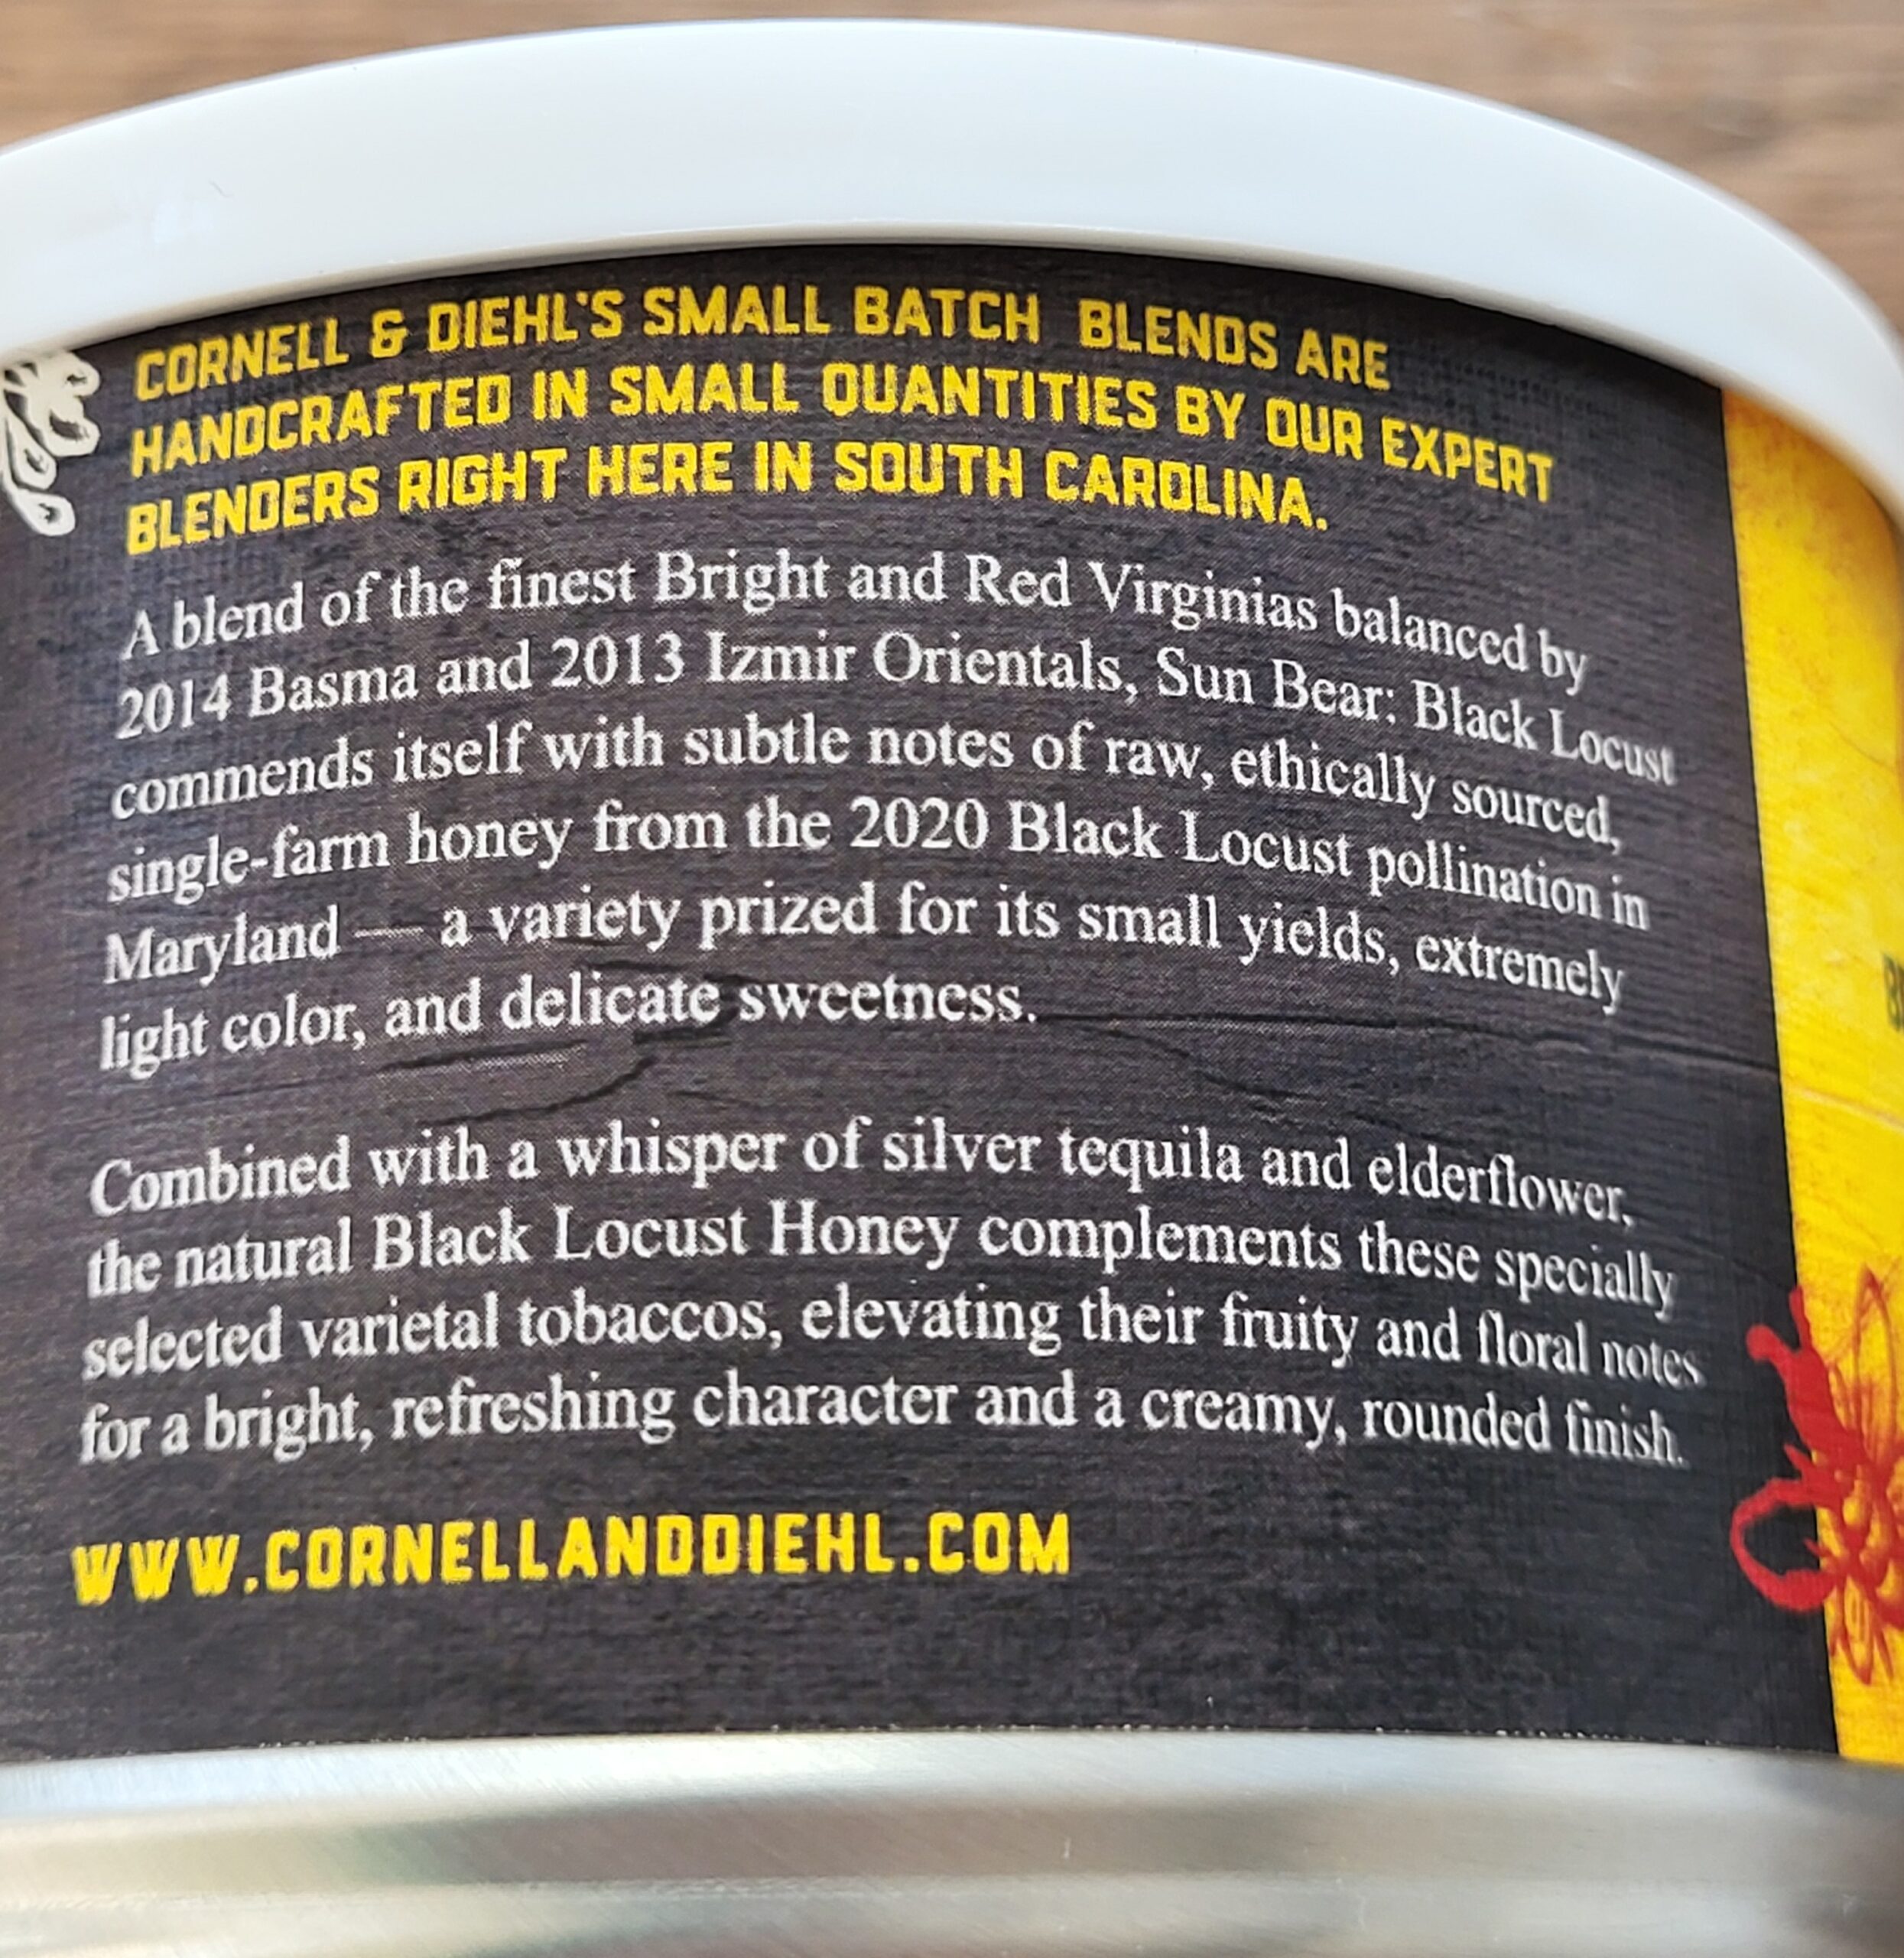 CORNELL & DIEHL'S SMALL BATCH BLENDS ARE
HANDCRAFTED IN SMALL QUANTITIES BY OUR EXPERT
BLENDERS RIGHT HERE IN SOUTH CAROLINA.
A blend of the finest Bright and Red Virginias balanced by
2014 Basma and 2013 Izmir Orientals, Sun Bear: Black Locust
commends itself with subtle notes of raw, ethically sourced,
single-farm honey from the 2020 Black Locust pollination in
Maryland — a variety prized for its small yields, extremely
light color, and delicate sweetness.
Combined with a whisper of silver tequila and elderflower,
the natural Black Locust Honey complements these specially
selected varietal tobaccos, elevating their fruity and floral notes
for a bright, refreshing character and a creamy, rounded finish.
WWW.CORNELLANDDIEHL.COM